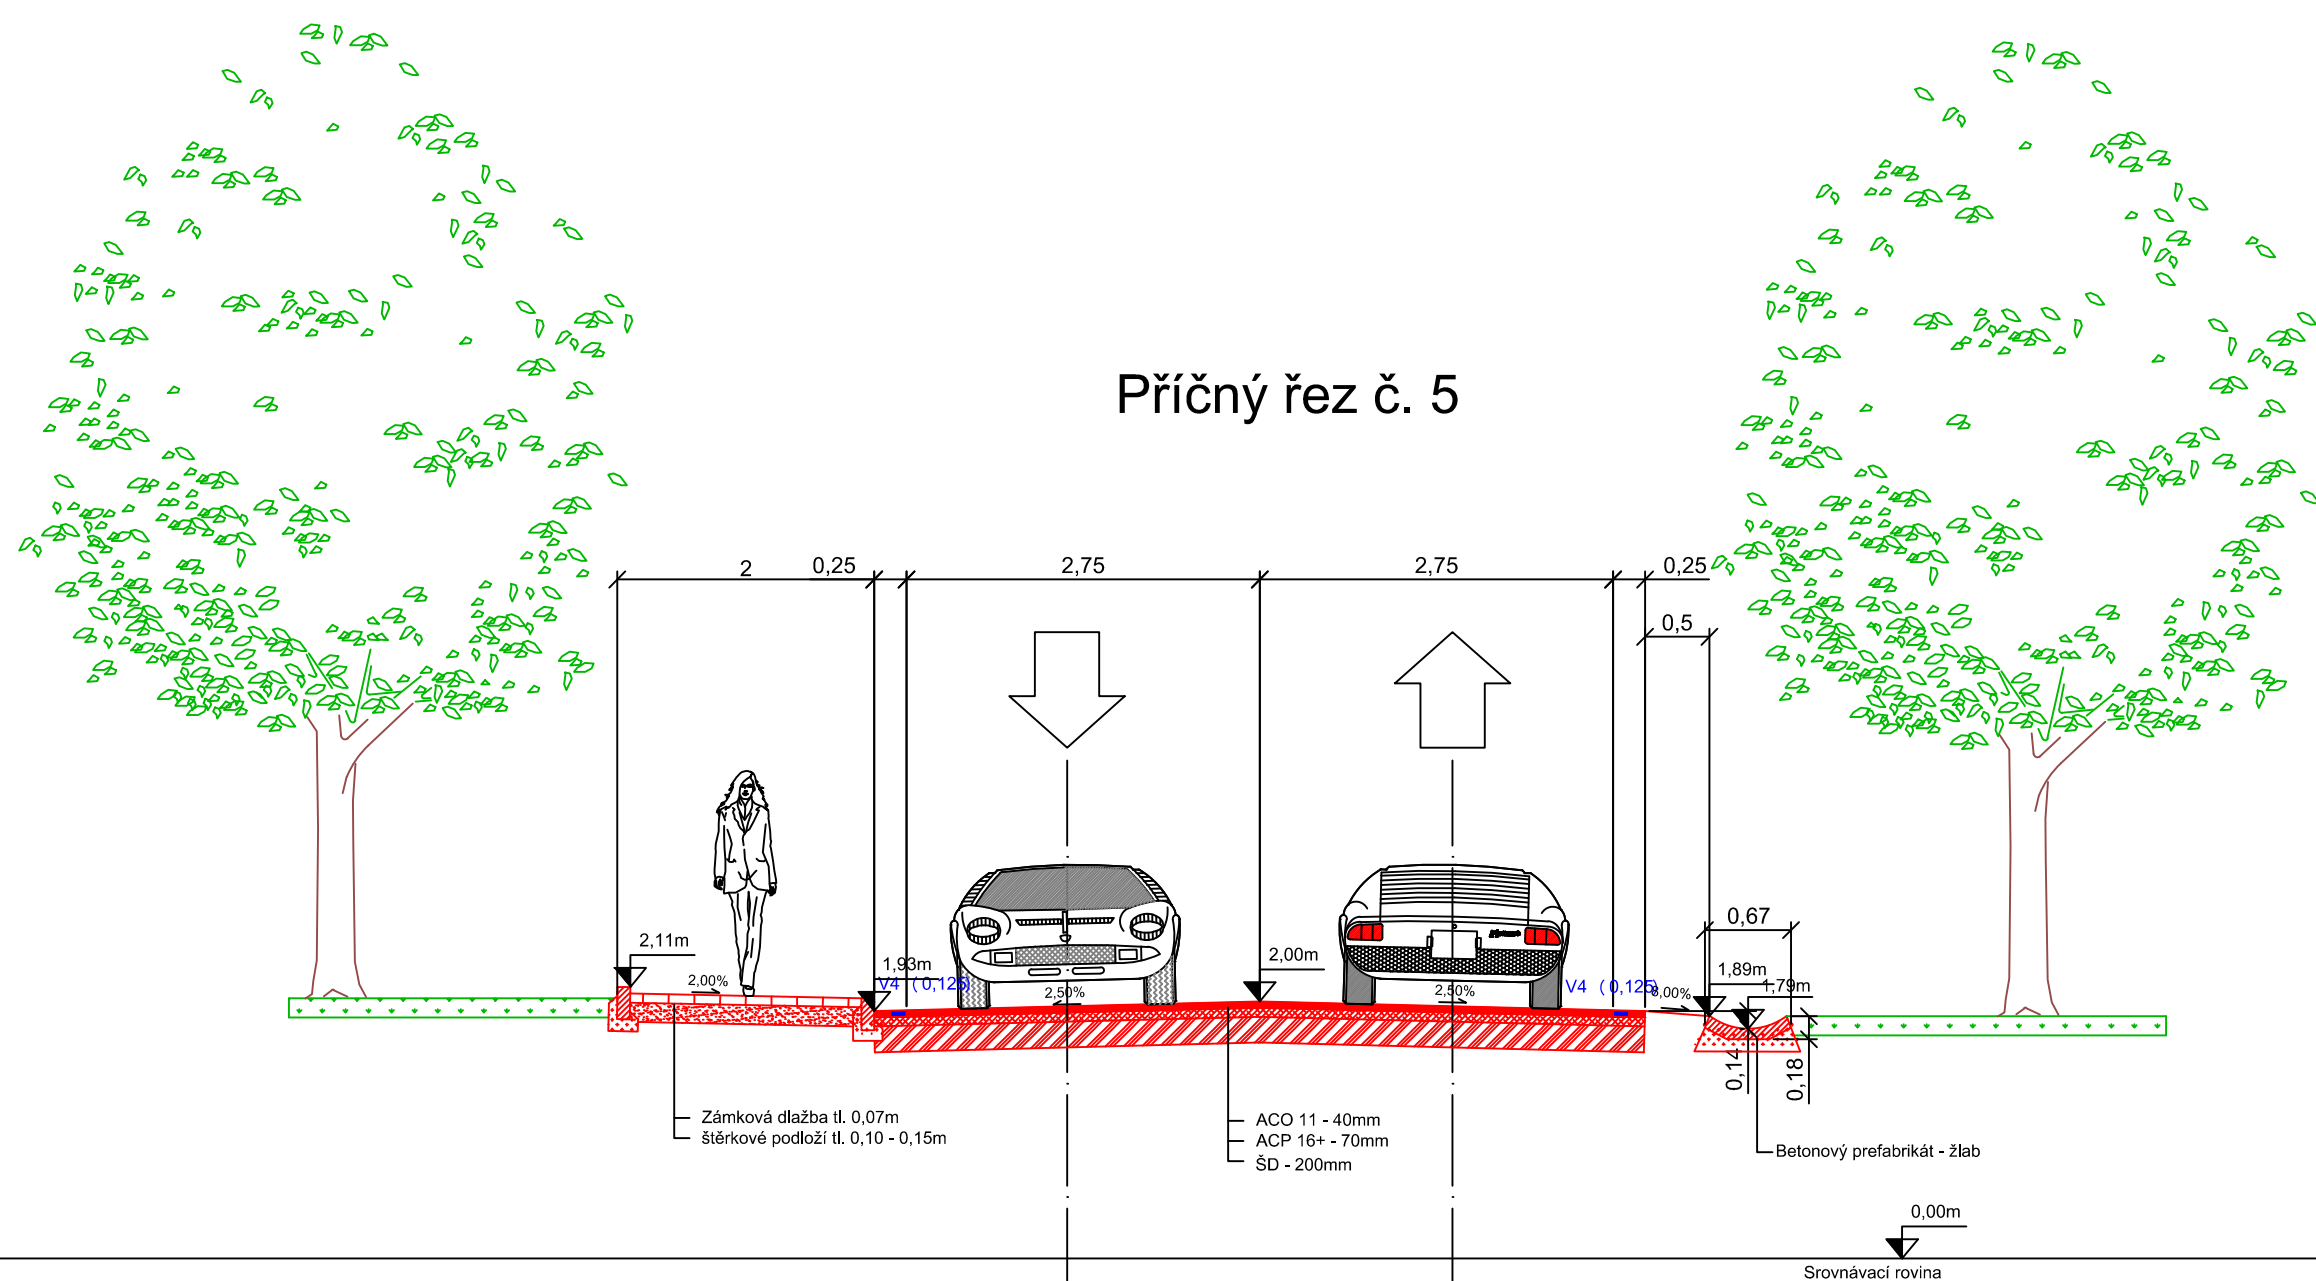 Příčný řez č. 5
2
0,25
2,75
2,75
0,25
0,5
0,67
2,11m
2,00%
1,93m
V4 (0,125)
2,50%
2,00m
2,50%
V4 (0,125)
8,00%
1,89m
1,79m
0,14
0,18
Zámková dlažba tl. 0,07m
štěrkové podloží tl. 0,10 - 0,15m
ACO 11 - 40mm
ACP 16+ - 70mm
ŠD - 200mm
Betonový prefabrikát - žlab
0,00m
Srovnávací rovina